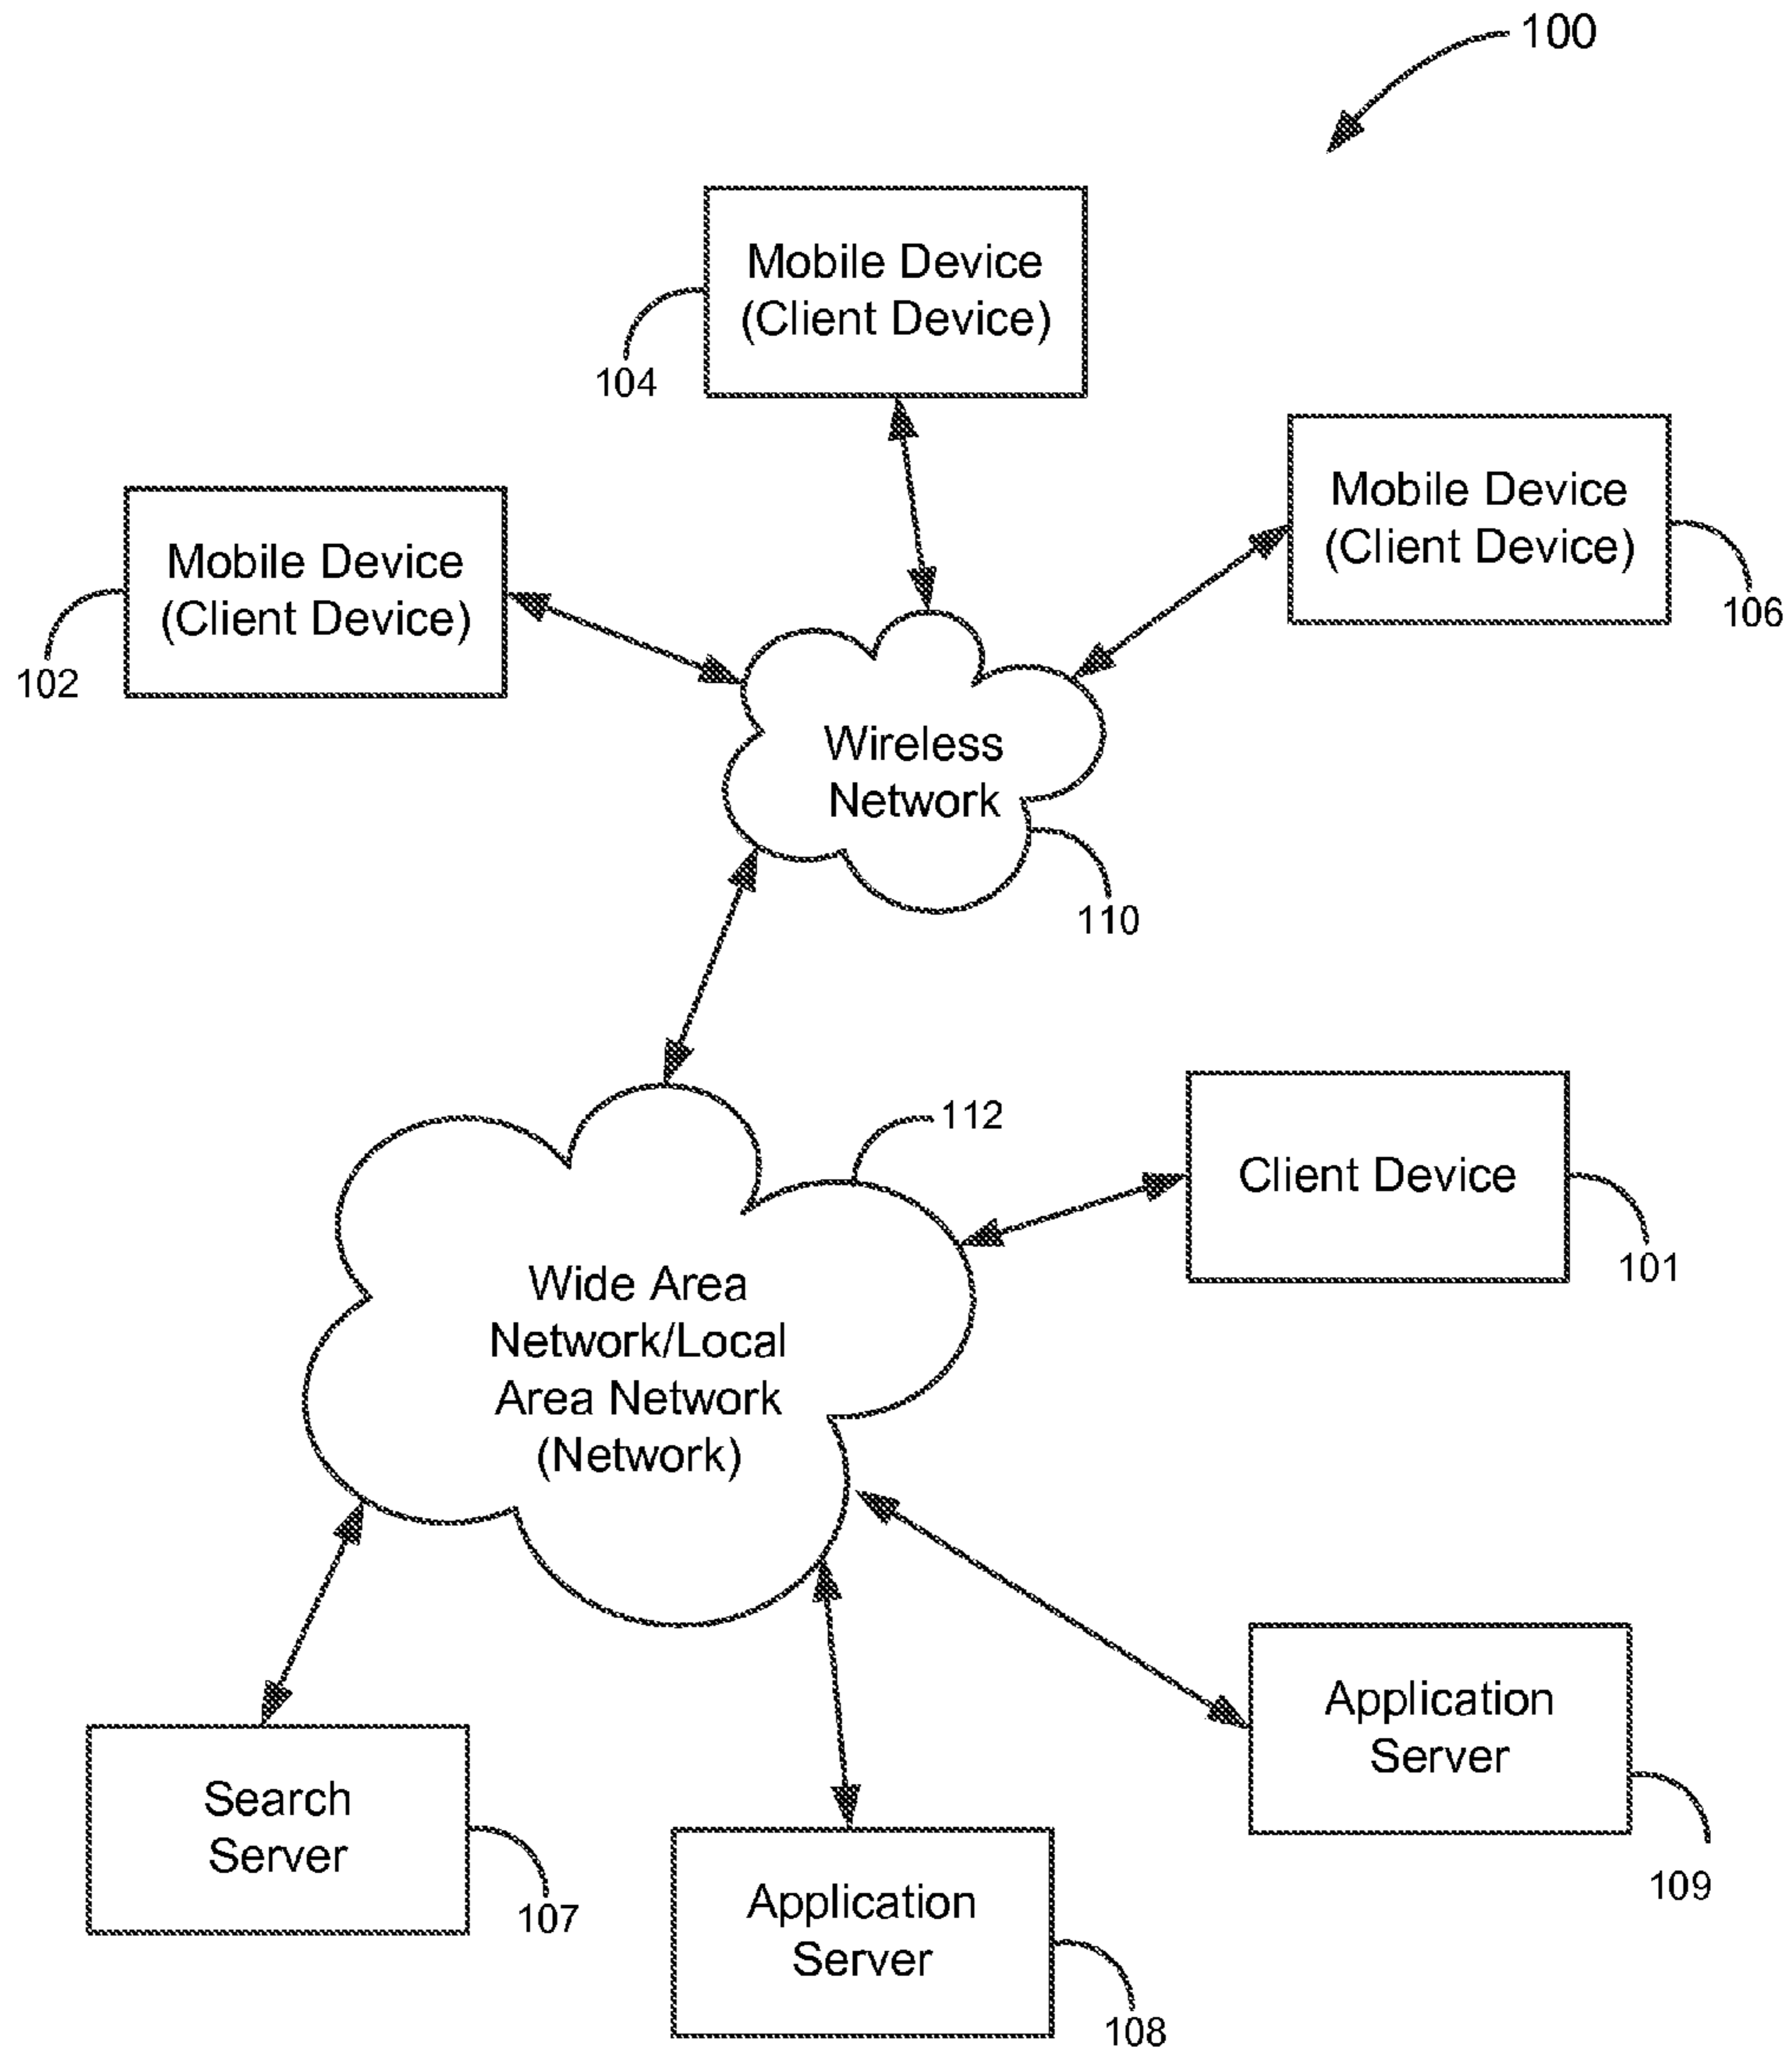 100
Mobile Device
(Client Device)
104
Mobile Device
(Client Device)
106
Mobile Device
(Client Device)
102
Wireless
Network
110
112
Client Device
101
Wide Area
Network/Local
Area Network
(Network)
Search
Server
107
Application
Server
108
Application
Server
109